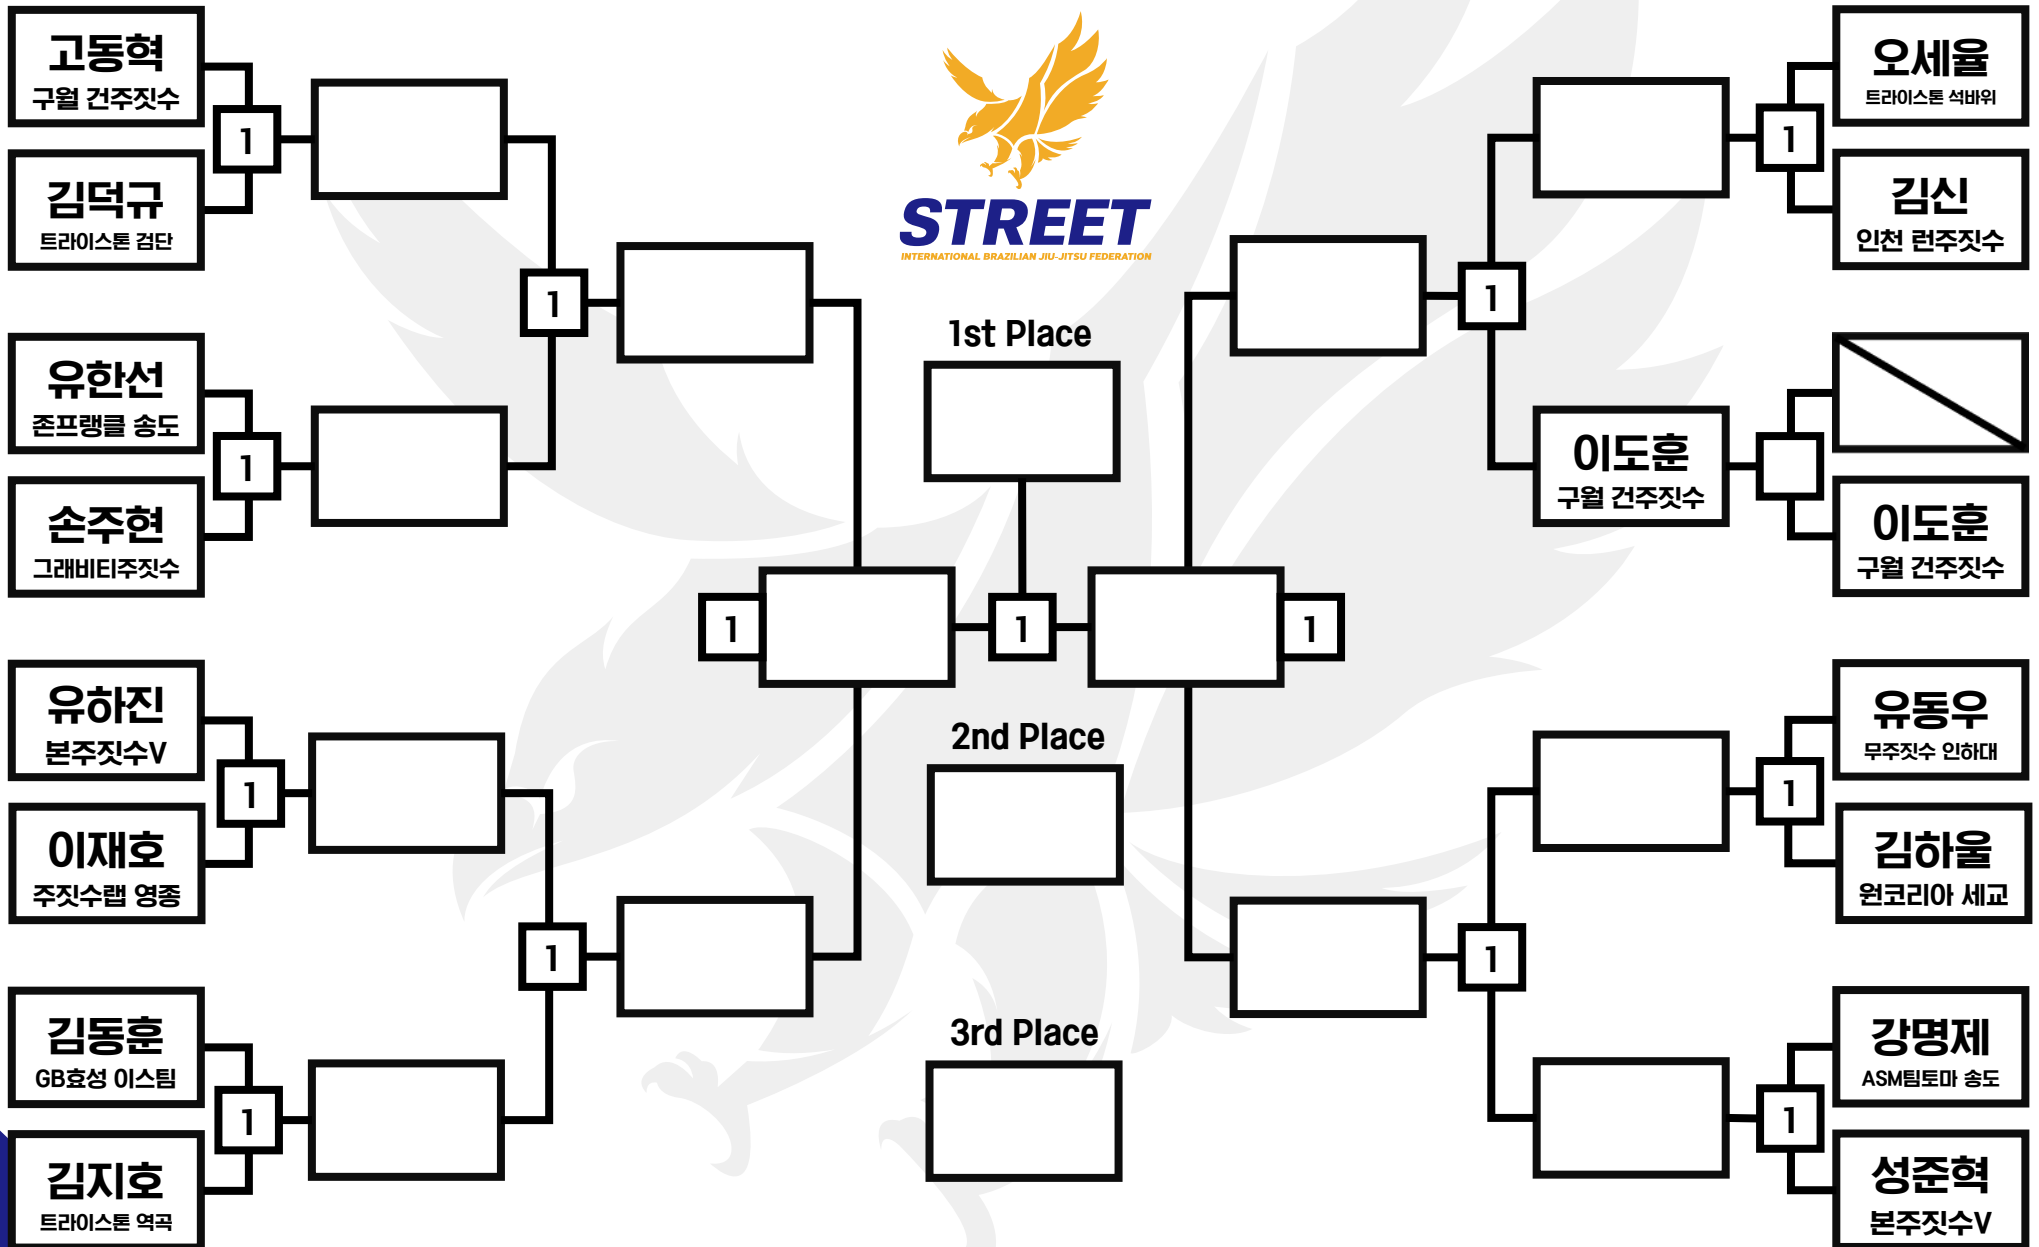 고동혁
구월 건주짓수
1
김덕규
트라이스톤 검단
1
유한선
존프랭클 송도
1
손주현
그래비티주짓수
유하진
본주짓수V
1
이재호
주짓수랩 영종
1
김동훈
GB효성 이스팀
1
김지호
트라이스톤 역곡
STREET
INTERNATIONAL BRAZILIAN JIU-JITSU FEDERATION
1st Place
1
1
1
2nd Place
3rd Place
오세율
트라이스톤 석바위
1
김신
인천 런주짓수
1
이도훈
구월 건주짓수
이도훈
구월 건주짓수
유동우
무주짓수 인하대
1
김하울
원코리아 세교
1
강명제
ASM팀토마 송도
1
성준혁
본주짓수V